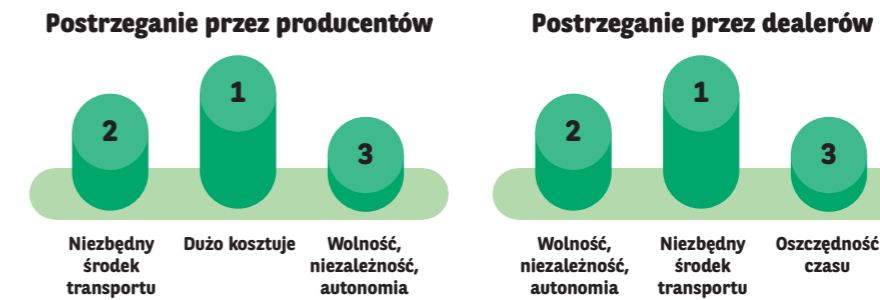 Postrzeganie przez producentów
2
1
3
Niezbędny
środek
transportu
Dużo kosztuje
Wolność,
niezależność,
autonomia
Postrzeganie przez dealerów
2
1
3
Wolność,
niezależność,
autonomia
Niezbędny
środek
transportu
Oszczędność
czasu